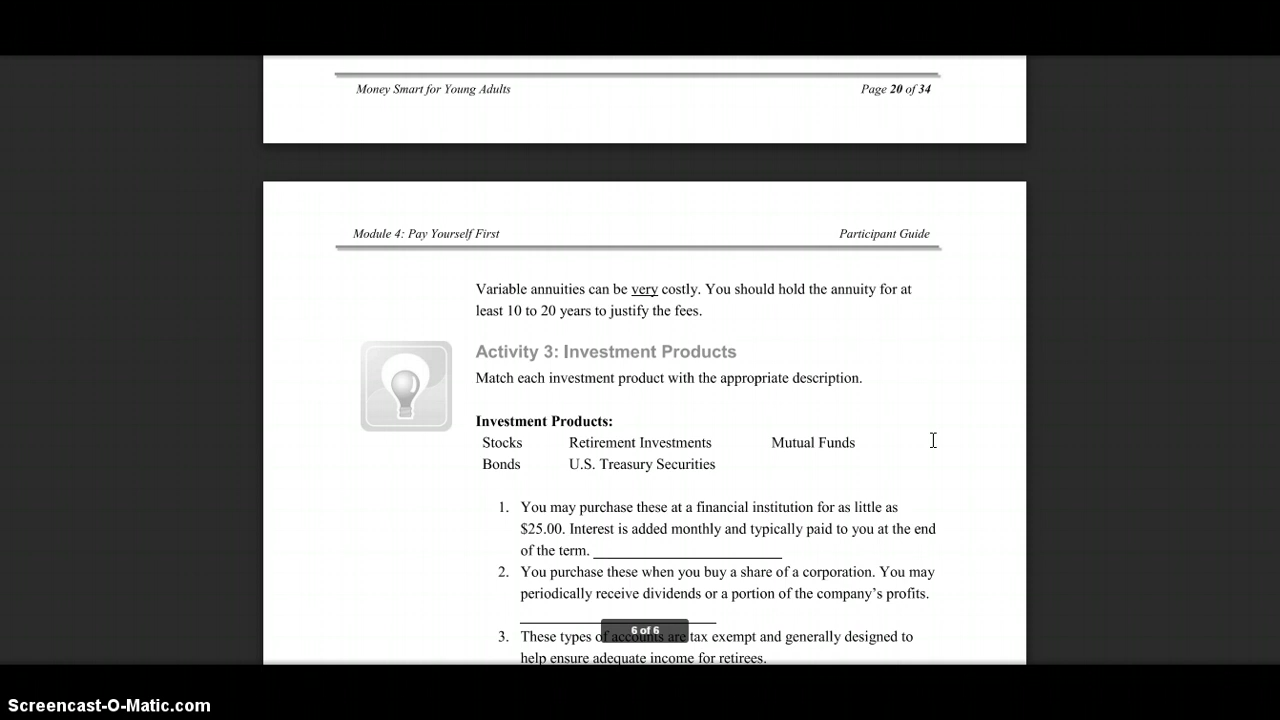 Money Smart for Young Adults Page 20 of 34
Module 4: Pay Yourself First Participant Guide
Variable annuities can be very costly. You should hold the annuity for at
least 10 to 20 years to justify the fees.
Activity 3: Investment Products
Match each investment product with the appropriate description.
Investment Products:
Stocks Retirement Investments Mutual Funds
Bonds U.S. Treasury Securities
1. You may purchase these at a financial institution for as little as
$25.00. Interest is added monthly and typically paid to you at the end
of the term. ___
2. You purchase these when you buy a share of a corporation. You may
periodically receive dividends or a portion of the company’s profits.
___
6 of 6
3. These types of accounts are tax exempt and generally designed to
help ensure adequate income for retirees.
Screencast-O-Matic.com